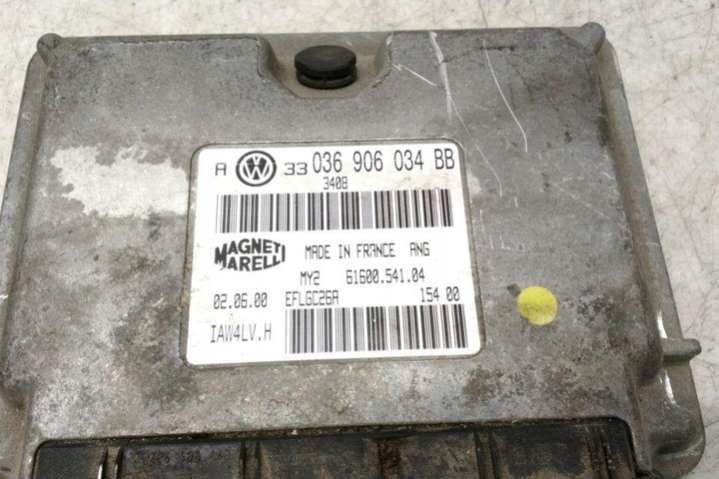 A VW 33 036 906 034 BB
3408
MAGNETI MARELLI MADE IN FRANCE ANG
MY2 61600.541.04
02.06.00 EFLGC26A 154 00
IAW4LV.H